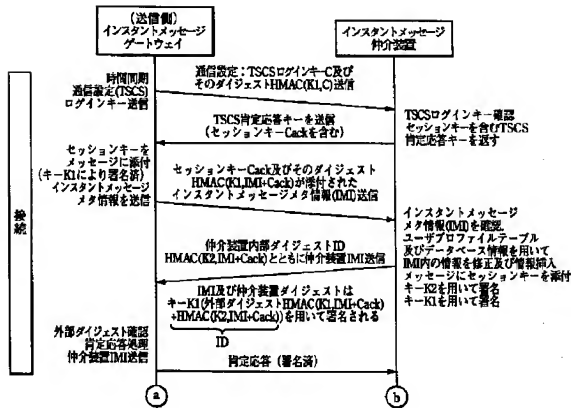 (送信側)
インスタントメッセージ
ゲートウェイ
インスタントメッセージ
仲介装置
時間同期
通信設定(TSCS)
ログインキー送信
通信設定：TSCSログインキーC及び
そのダイジェストHMAC(K1,C)送信
TSCS肯定応答キーを送信
(セッションキーCackを含む)
TSCSログインキー確認
セッションキーを含むTSCS
肯定応答キーを返す
セッションキーを
メッセージに添付
(キーK1により署名済)
インスタントメッセージ
メタ情報を送信
セッションキーCack及びそのダイジェスト
HMAC(K1,IMI+Cack)が添付された
インスタントメッセージメタ情報(IMI)送信
接続
インスタントメッセージ
メタ情報(IMI)を確認、
ユーザプロファイルテーブル
及びデータベース情報を用いて
IMI内の情報を修正及び情報挿入
メッセージにセッションキーを添付
キーK2を用いて署名
キーK1を用いて署名
仲介装置内部ダイジェストID
HMAC(K2,IMI+Cack)とともに仲介装置IMI送信
IMI及び仲介装置ダイジェストは
キーK1(外部ダイジェストHMAC(K1,IMI+Cack)
+HMAC(K2,IMI+Cack))を用いて署名される
ID
外部ダイジェスト確認
肯定応答処理
仲介装置IMI送信
肯定応答（署名済）
a
b